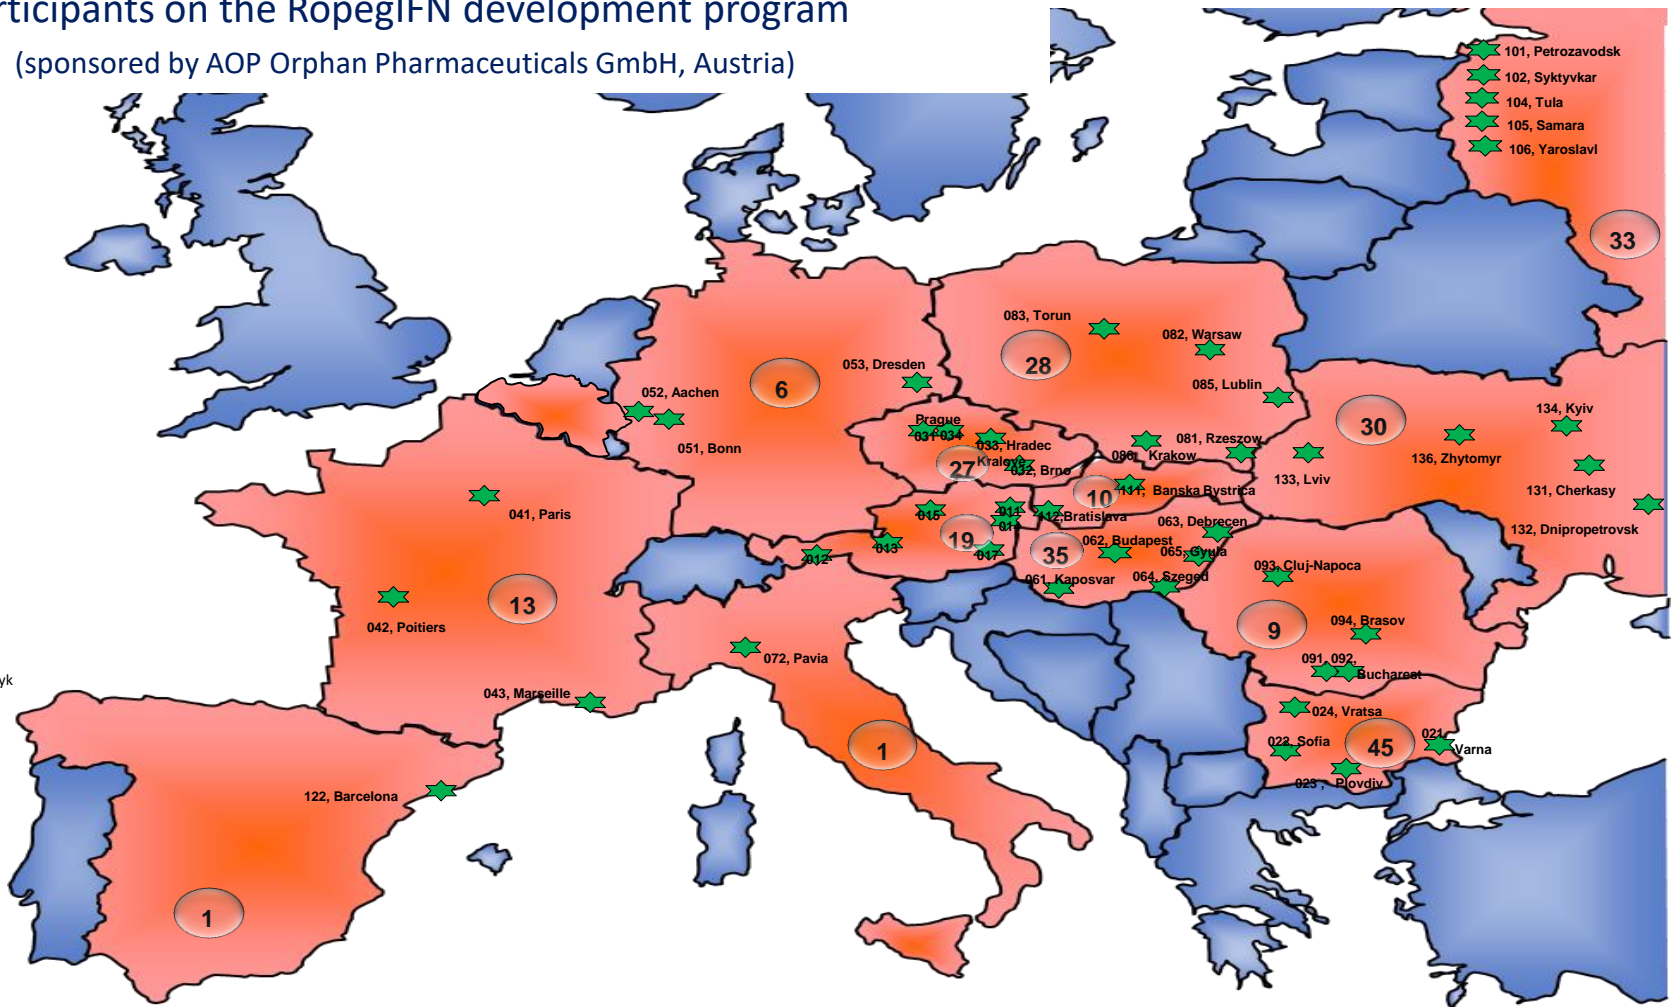 rticipants on the RopegIFN development program
(sponsored by AOP Orphan Pharmaceuticals GmbH, Austria)
101, Petrozavodsk
102, Syktyvkar
104, Tula
105, Samara
106, Yaroslavl
33
083, Torun
082, Warsaw
28
053, Dresden
6
085, Lublin
052, Aachen
30
134, Kyiv
Prague
031 034
051, Bonn
033, Hradec
Kralove
081, Rzeszow
086, Krakow
136, Zhytomyr
27
032, Brno
133, Lviv
10
111, Banska Bystrica
131, Cherkasy
041, Paris
015
011
014
112,Bratislava
063, Debrecen
132, Dnipropetrovsk
19
062, Budapest
013
35
065, Gyula
012
017
093, Cluj-Napoca
061, Kaposvar
064, Szeged
13
042, Poitiers
094, Brasov
9
072, Pavia
091, 092,
Bucharest
yk
043, Marseille
024, Vratsa
022, Sofia
45
021,
Varna
1
023 , Plovdiv
122, Barcelona
1